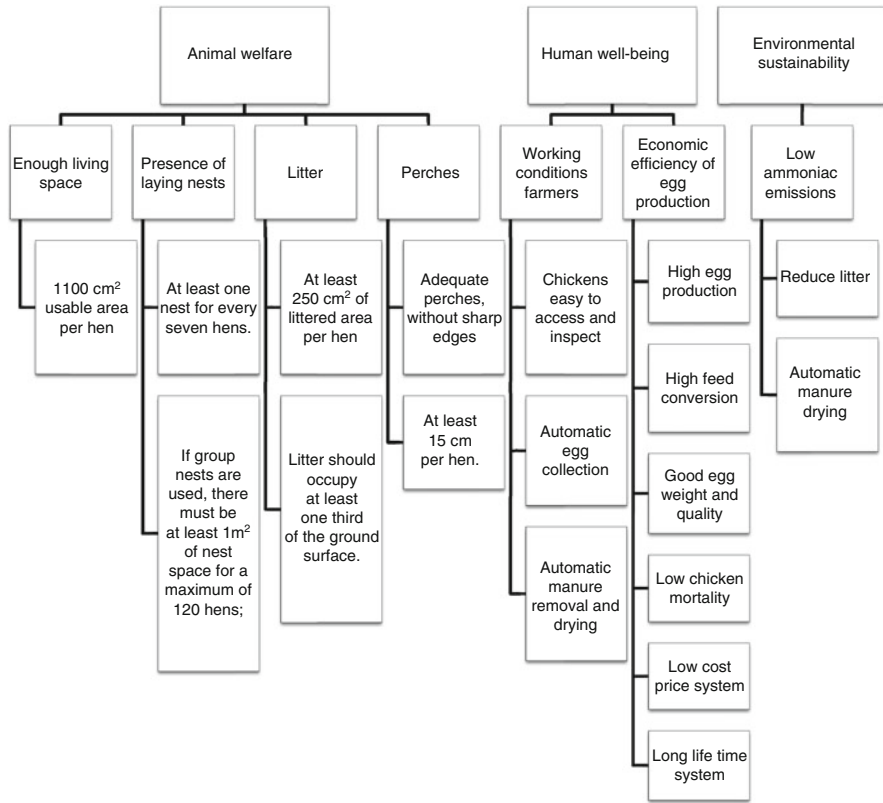 Animal welfare
Human well-being
Environmental
sustainability
Enough living
space
Presence of
laying nests
Litter
Perches
Working
conditions
farmers
Economic
efficiency of
egg
production
Low
ammoniac
emissions
1100 cm²
usable area
per hen
At least one
nest for every
seven hens.
If group
nests are
used, there
must be
at least 1m²
of nest
space for a
maximum of
120 hens;
At least
250 cm² of
littered area
per hen
Litter should
occupy
at least
one third
of the ground
surface.
Adequate
perches,
without sharp
edges
At least
15 cm
per hen.
Chickens
easy to
access and
inspect
Automatic
egg
collection
Automatic
manure
removal and
drying
High egg
production
High feed
conversion
Good egg
weight and
quality
Low chicken
mortality
Low cost
price system
Long life time
system
Reduce litter
Automatic
manure
drying